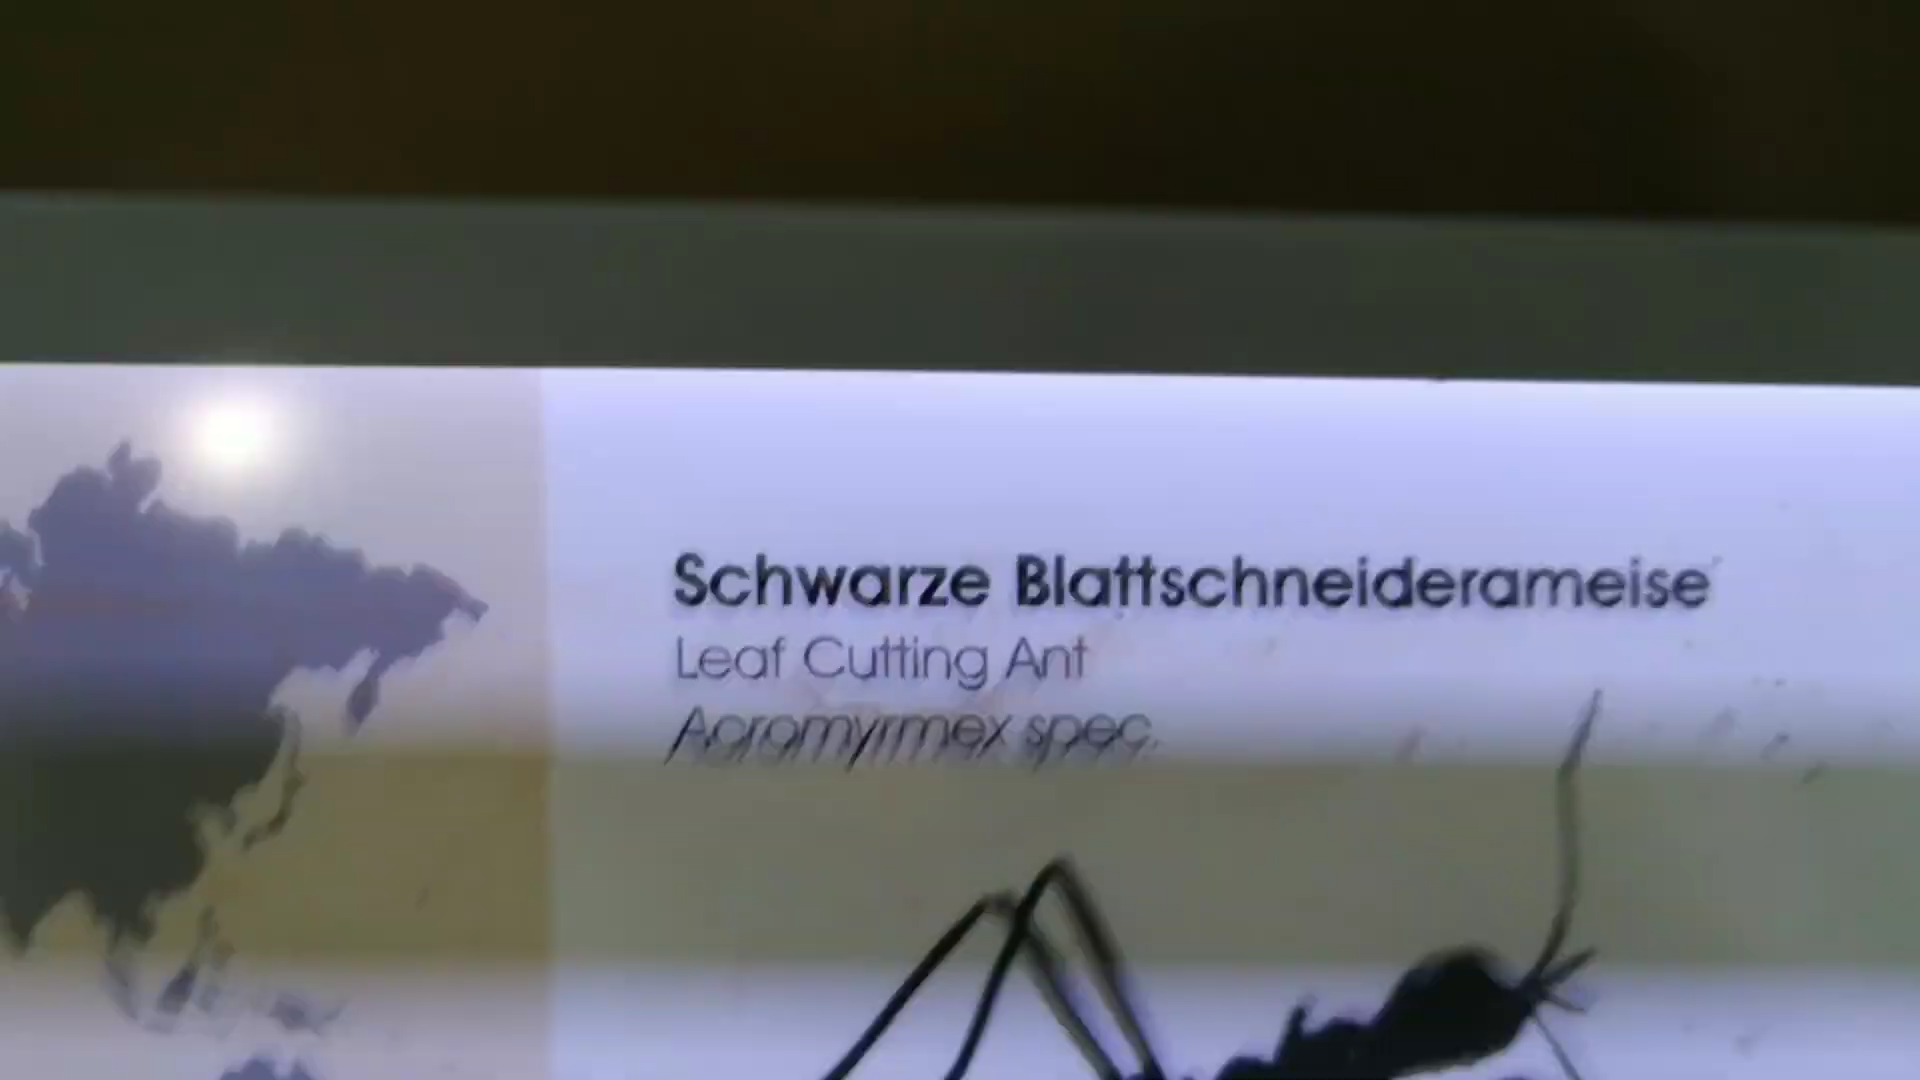 Schwarze Blattschneiderameise
Leaf Cutting Ant
Acromyrmex spec.